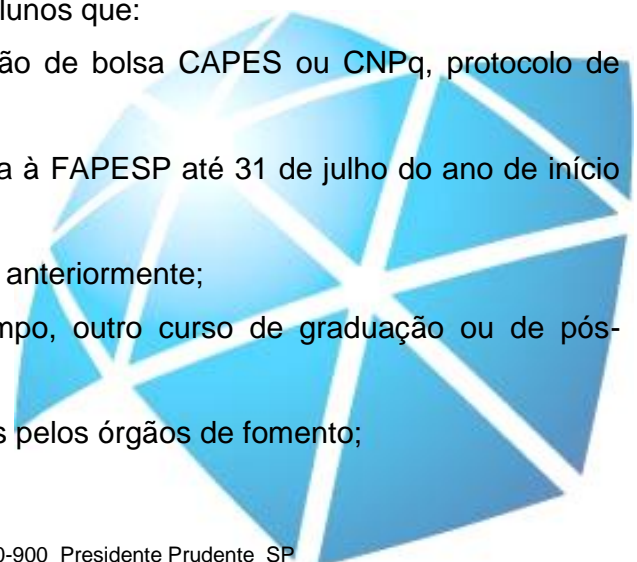 lunos que:
ão de bolsa CAPES ou CNPq, protocolo de
a à FAPESP até 31 de julho do ano de início
anteriormente;
mpo, outro curso de graduação ou de pós-
s pelos órgãos de fomento;
0-900 Presidente Prudente SP